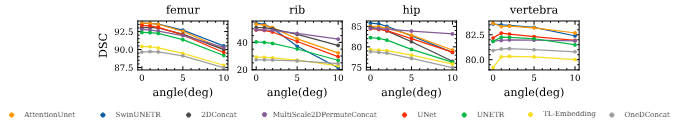 femur rib hip vertebra
DSC
92.5 90.0 87.5
50 40 30 20
85 80 75
82.5 80.0
0 5 10 0 5 10 0 5 10 0 5 10
angle(deg) angle(deg) angle(deg) angle(deg)
AttentionUnet SwinUNETR 2DConcat MultiScale2DPermuteConcat UNet UNETR TL-Embedding OneDConcat